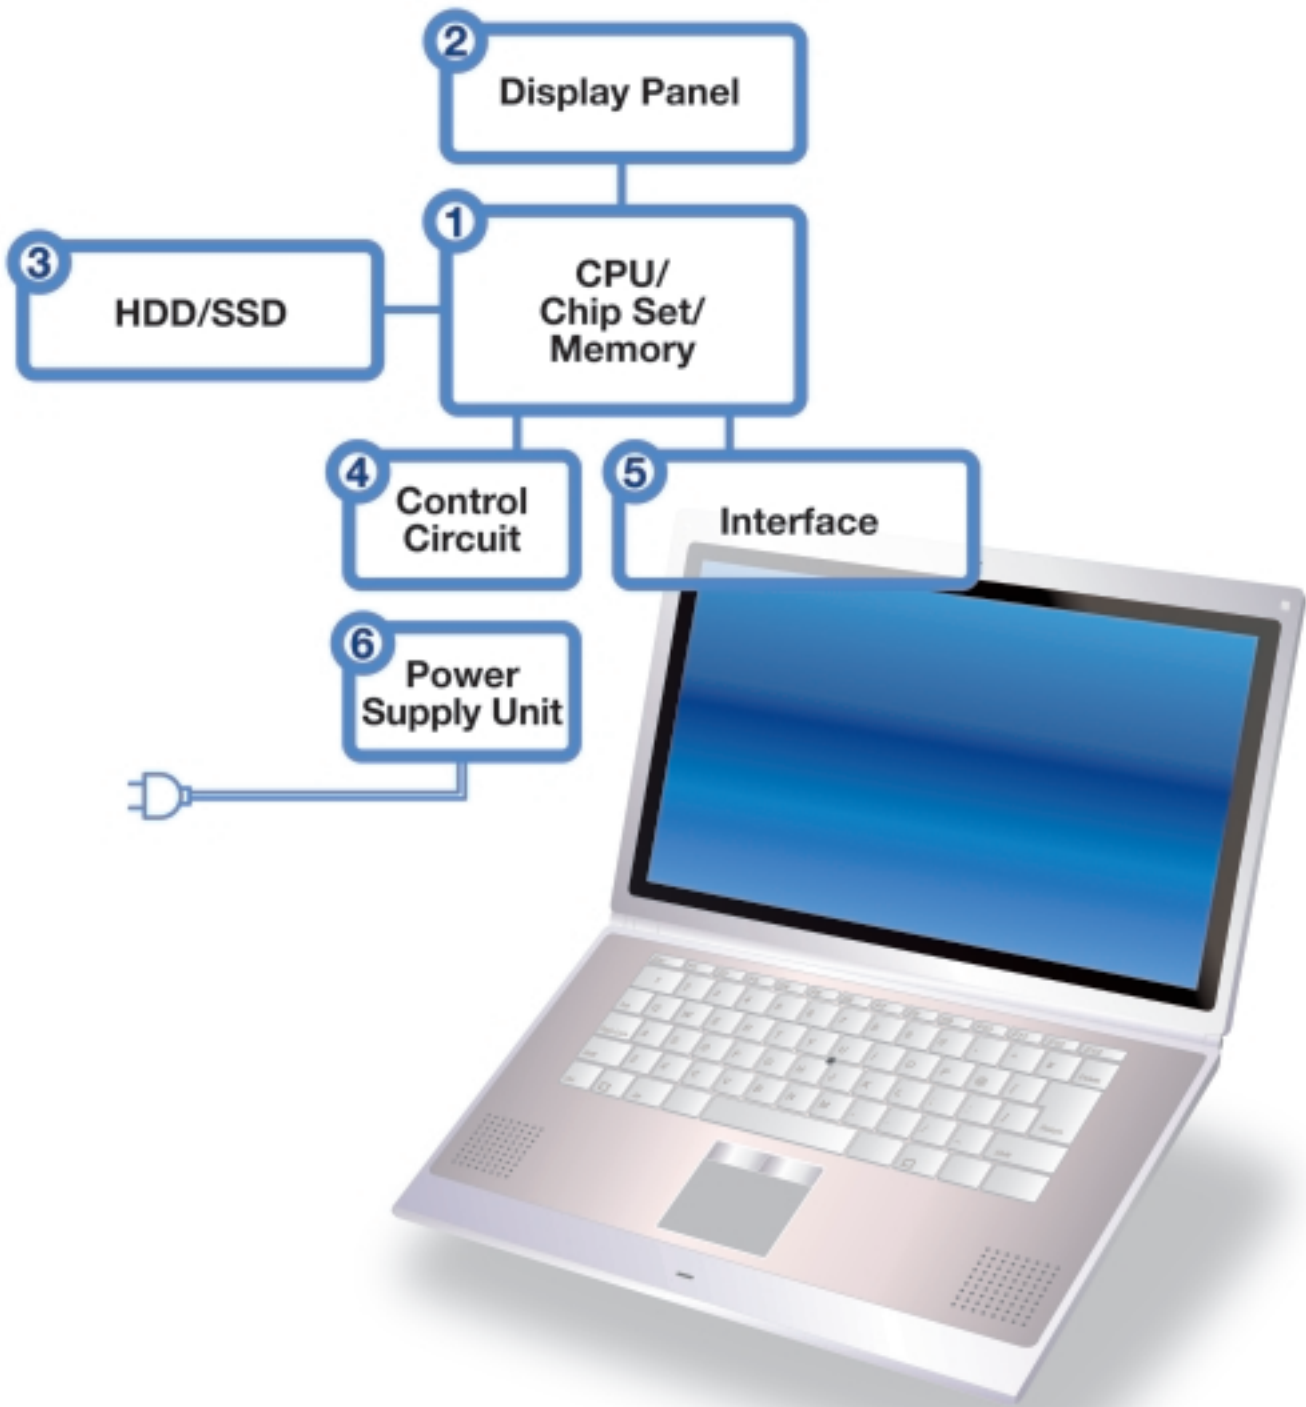 2
Display Panel
1
CPU/
Chip Set/
Memory
3
HDD/SSD
4
Control
Circuit
5
Interface
6
Power
Supply Unit